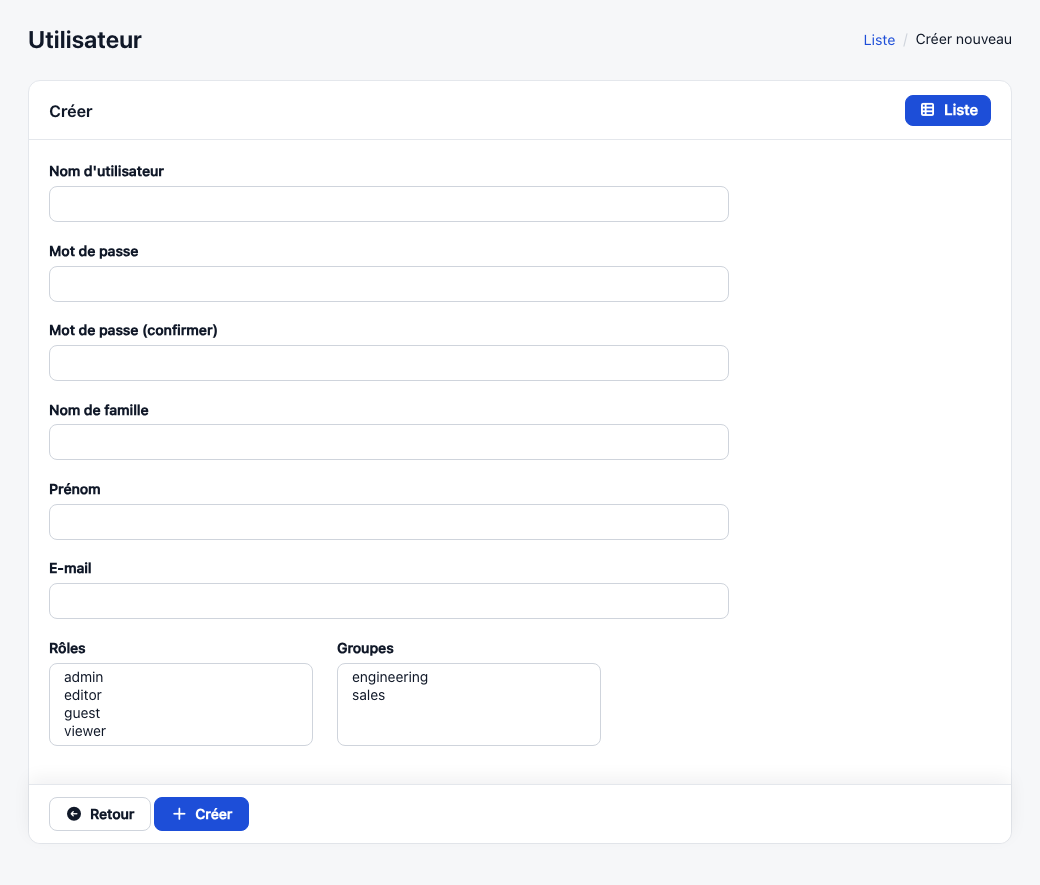 Utilisateur
Liste / Créer nouveau
Créer
Liste
Nom d'utilisateur
Mot de passe
Mot de passe (confirmer)
Nom de famille
Prénom
E-mail
Rôles
admin
editor
guest
viewer
Groupes
engineering
sales
Retour
Créer